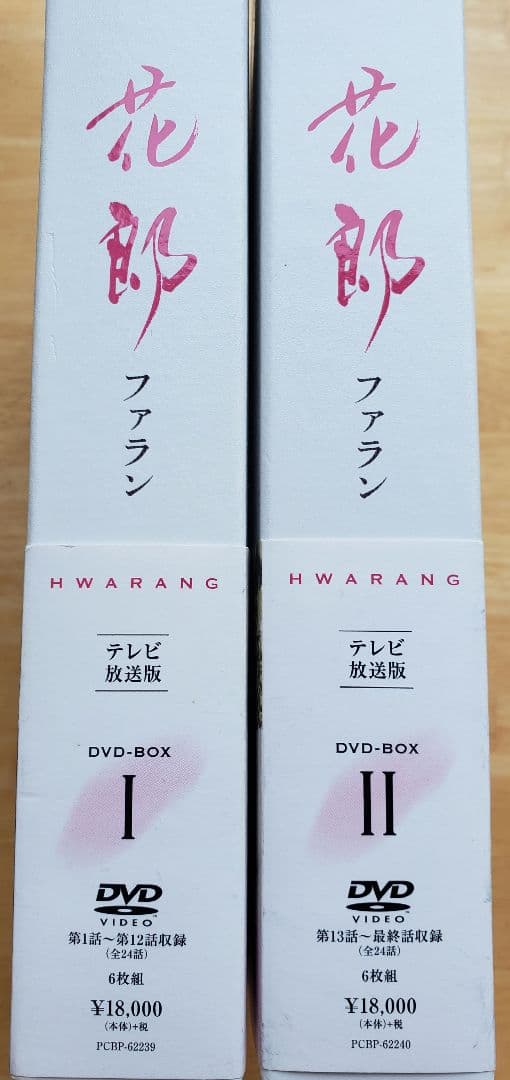 花郎
ファラン
HWARANG
テレビ
放送版
DVD-BOX
I
DVD
VIDEO™
第1話～第12話収録
(全24話)
6枚組
¥18,000
(本体)+税
PCBP-62239
花郎
ファラン
HWARANG
テレビ
放送版
DVD-BOX
II
DVD
VIDEO™
第13話～最終話収録
(全24話)
6枚組
¥18,000
(本体)+税
PCBP-62240